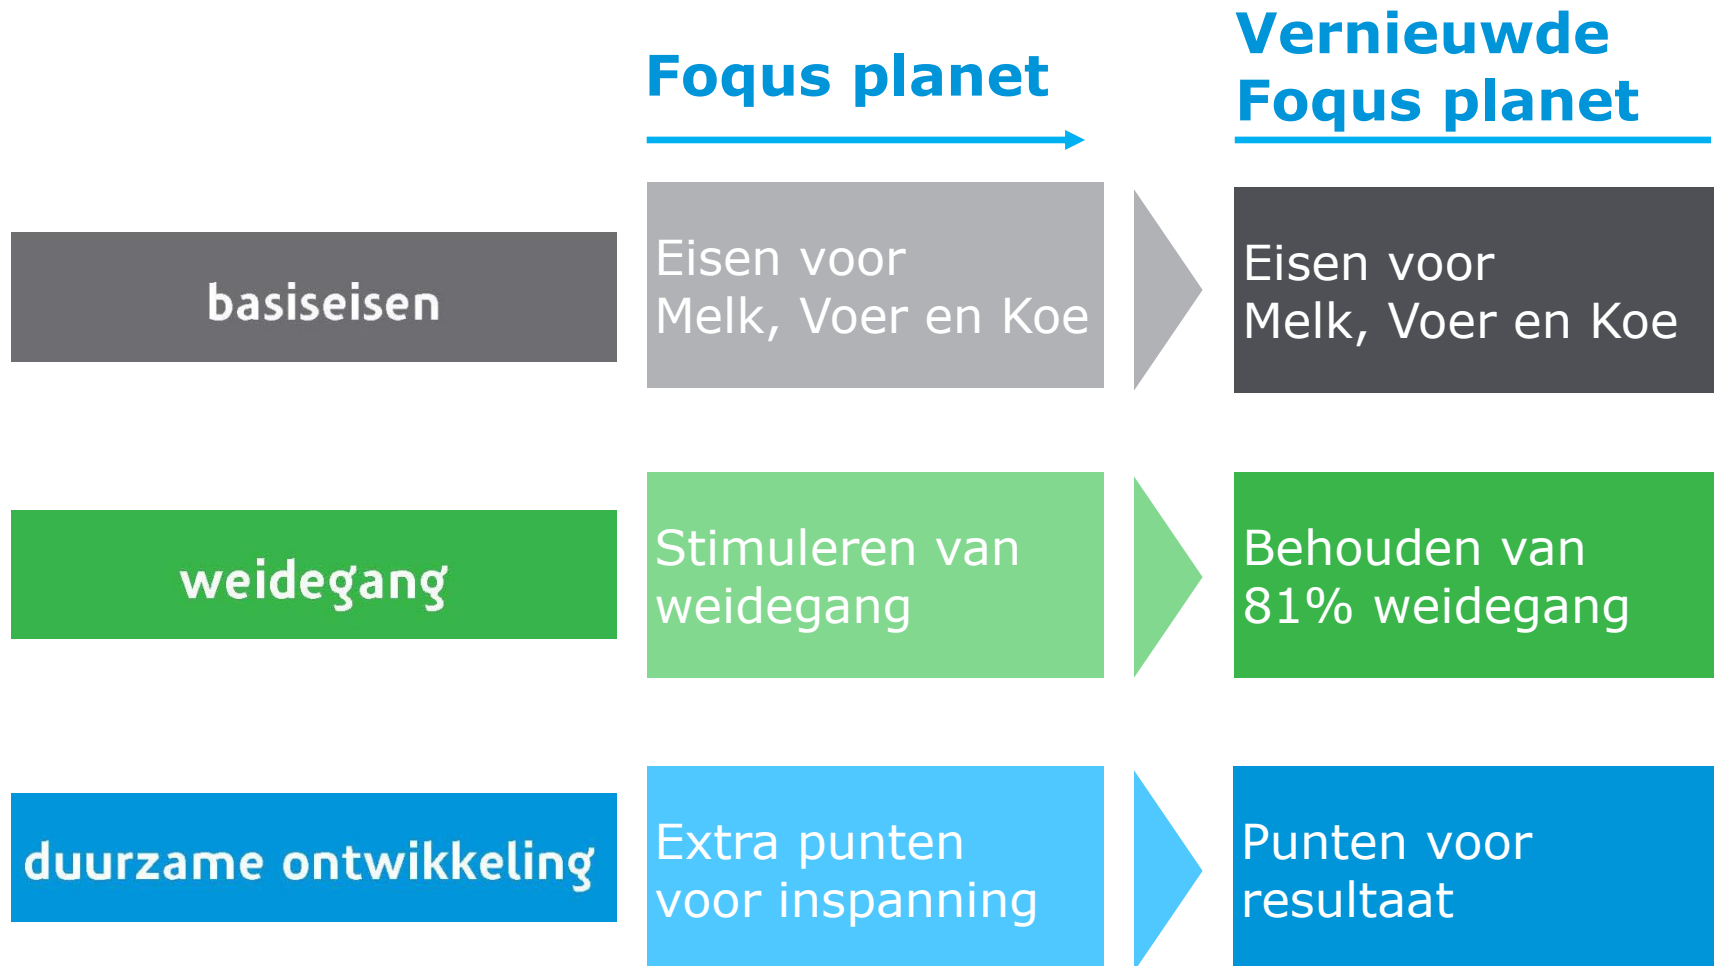 Foqus planet
Vernieuwde
Foqus planet
basiseisen
Eisen voor
Melk, Voer en Koe
Eisen voor
Melk, Voer en Koe
weidegang
Stimuleren van
weidegang
Behouden van
81% weidegang
duurzame ontwikkeling
Extra punten
voor inspanning
Punten voor
resultaat